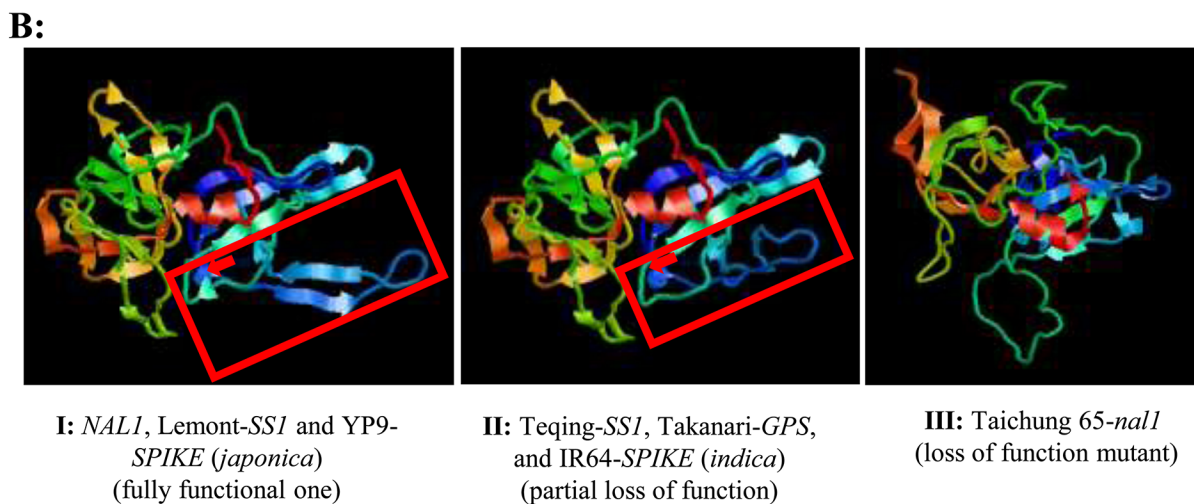 B:
I: NAL1, Lemont-SS1 and YP9-
SPIKE (japonica)
(fully functional one)
II: Teqing-SS1, Takanari-GPS,
and IR64-SPIKE (indica)
(partial loss of function)
III: Taichung 65-nal1
(loss of function mutant)